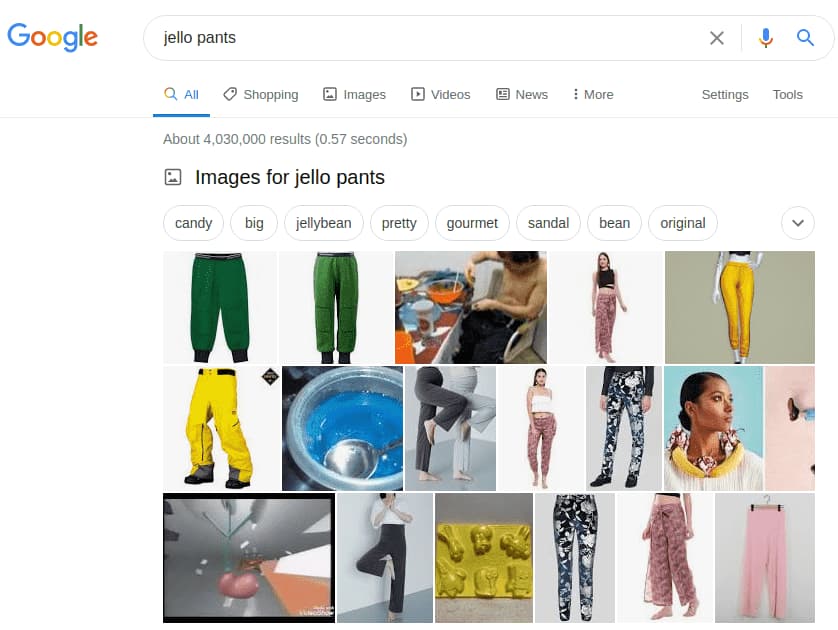 Google
jello pants
All Shopping Images Videos News More Settings Tools
About 4,030,000 results (0.57 seconds)
Images for jello pants
candy big jellybean pretty gourmet sandal bean original